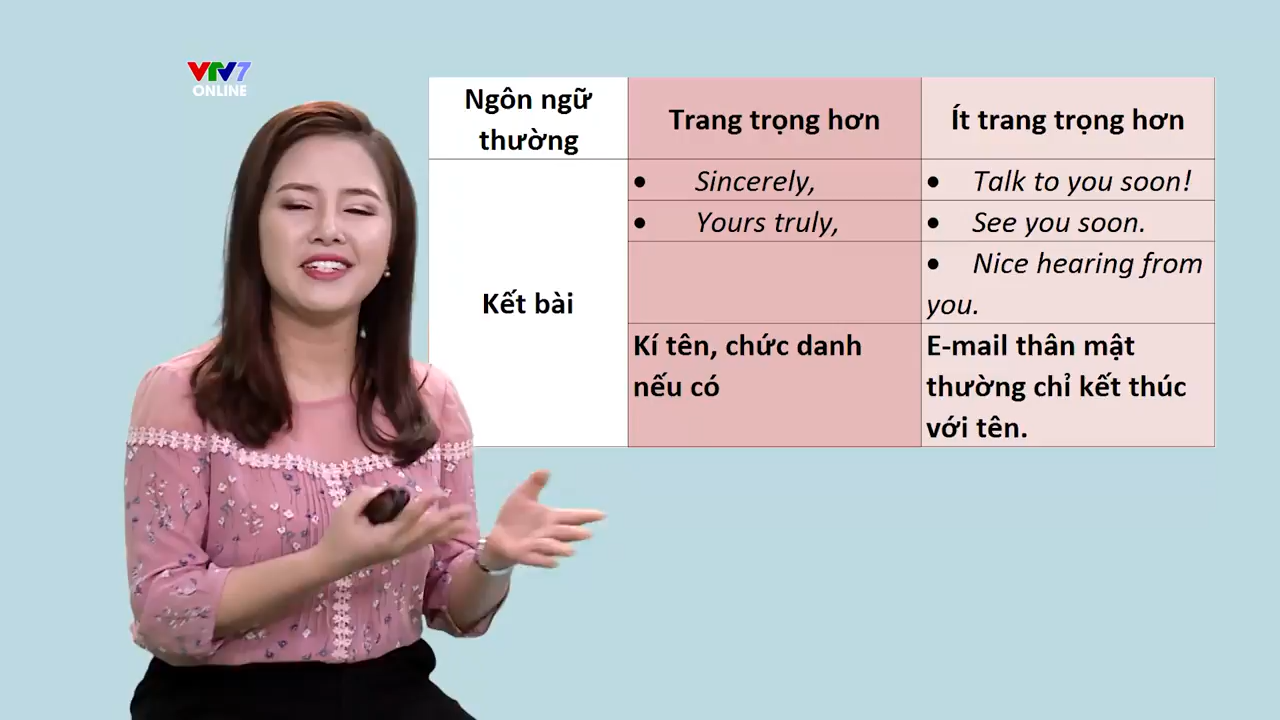 VTV7
ONLINE
Ngôn ngữ
thường
Trang trọng hơn
Ít trang trọng hơn
Kết bài
• Sincerely,
• Talk to you soon!
• Yours truly,
• See you soon.
• Nice hearing from
you.
Kí tên, chức danh
nếu có
E-mail thân mật
thường chỉ kết thúc
với tên.